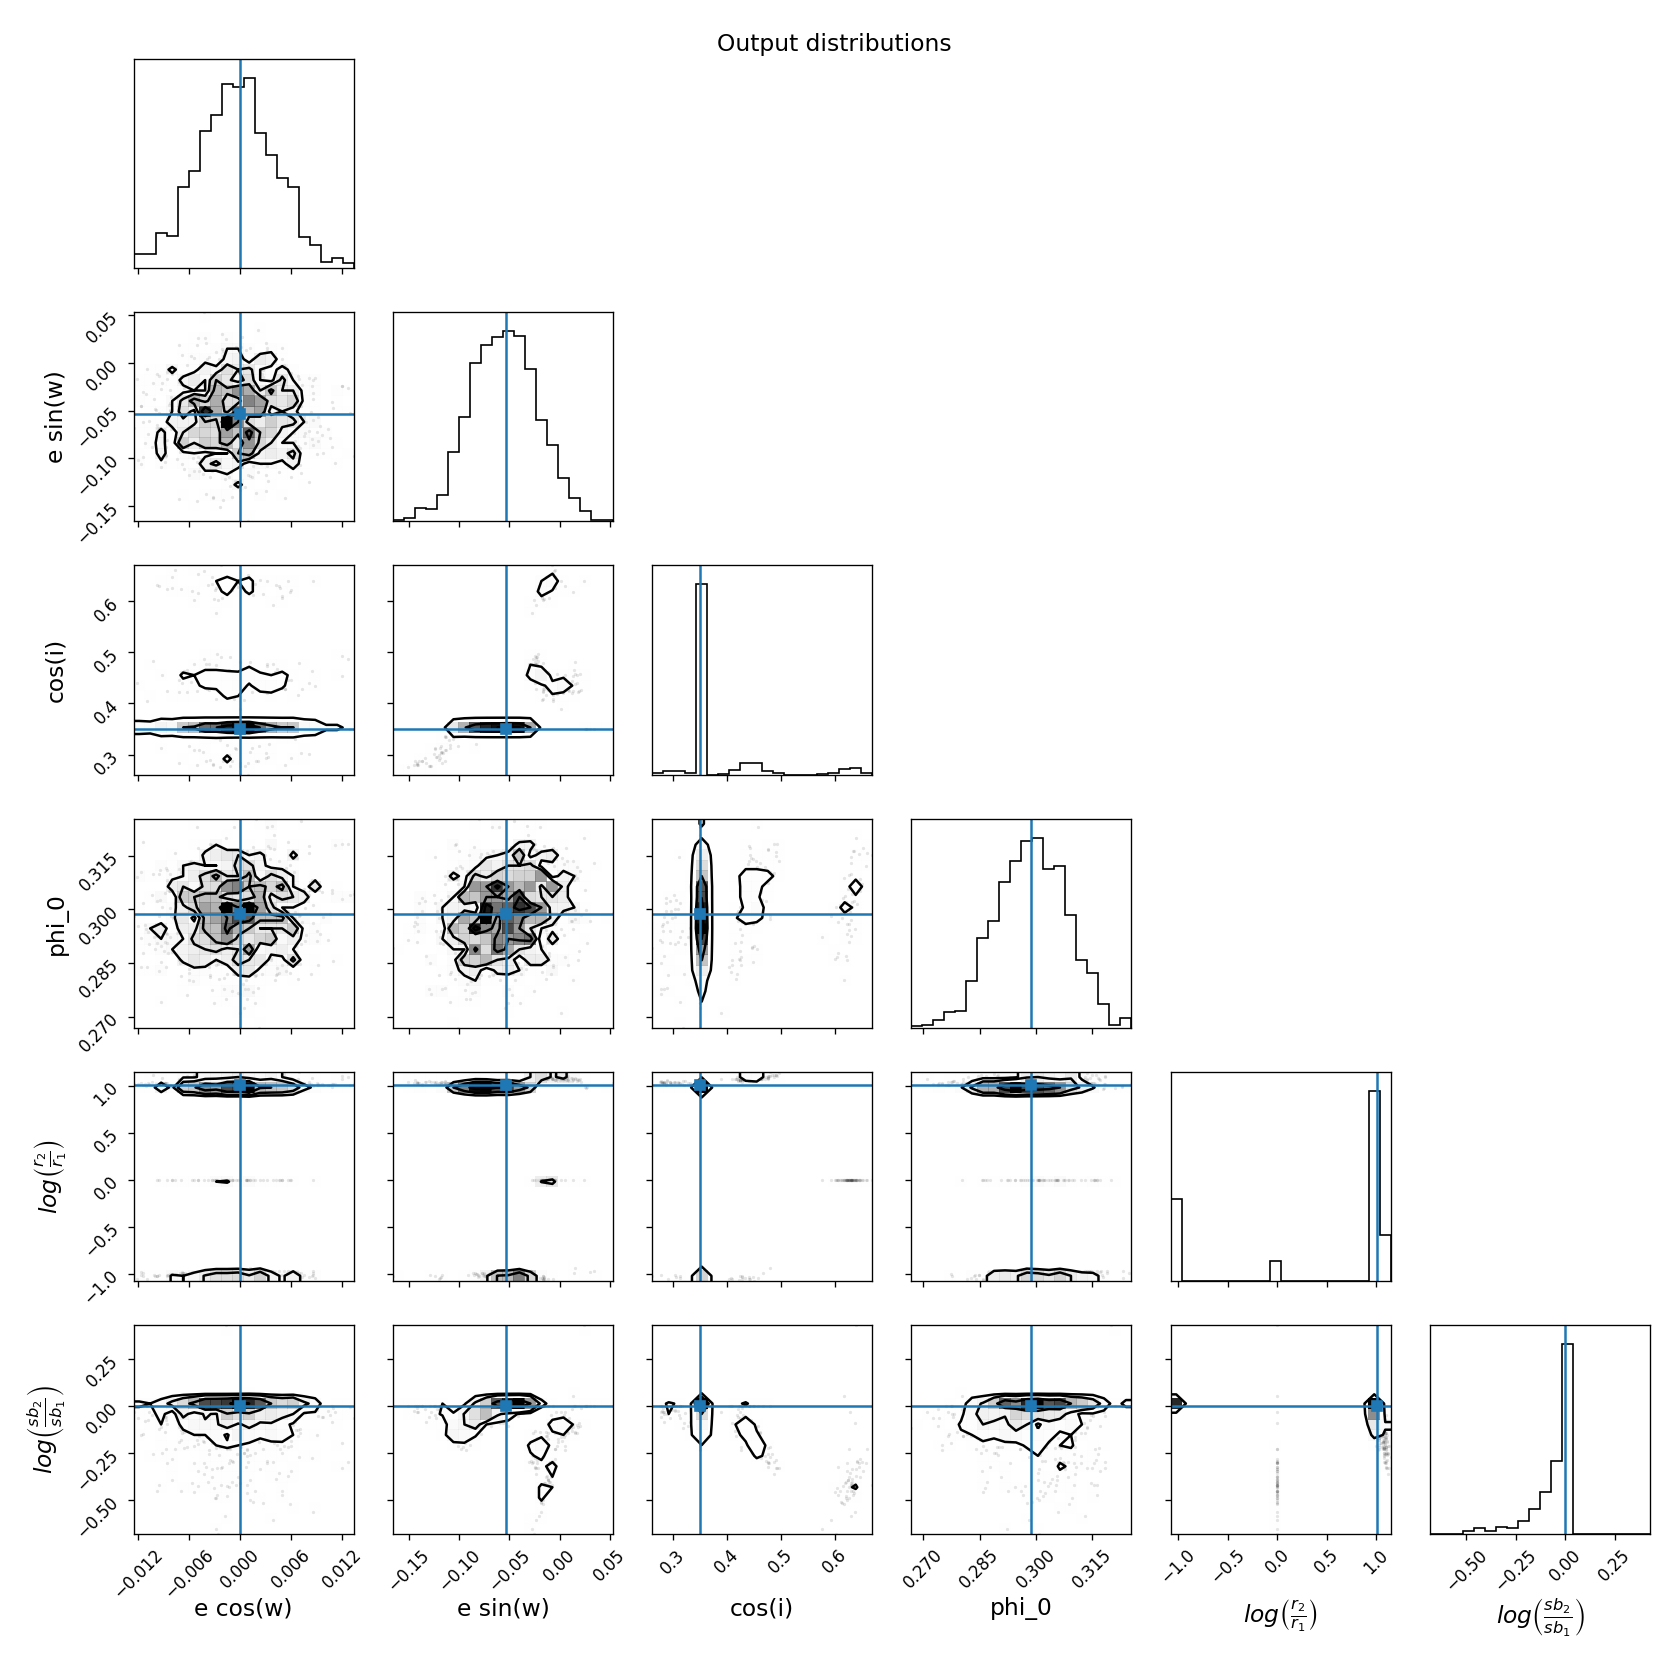 Output distributions
0.05
0.00
−0.05
−0.10
−0.15
e sin(w)
0.6
0.5
0.4
0.3
cos(i)
0.315
0.300
0.285
0.270
phi_0
1.0
0.5
0.0
−0.5
−1.0
log(r2/r1)
0.25
0.00
−0.25
−0.50
log(sb2/sb1)
−0.012 −0.006 0.000 0.006 0.012
−0.15 −0.10 −0.05 0.00 0.05
0.3 0.4 0.5 0.6
0.270 0.285 0.300 0.315
−1.0 −0.5 0.0 0.5 1.0
−0.50 −0.25 0.00 0.25
e cos(w) e sin(w) cos(i) phi_0 log(r2/r1) log(sb2/sb1)